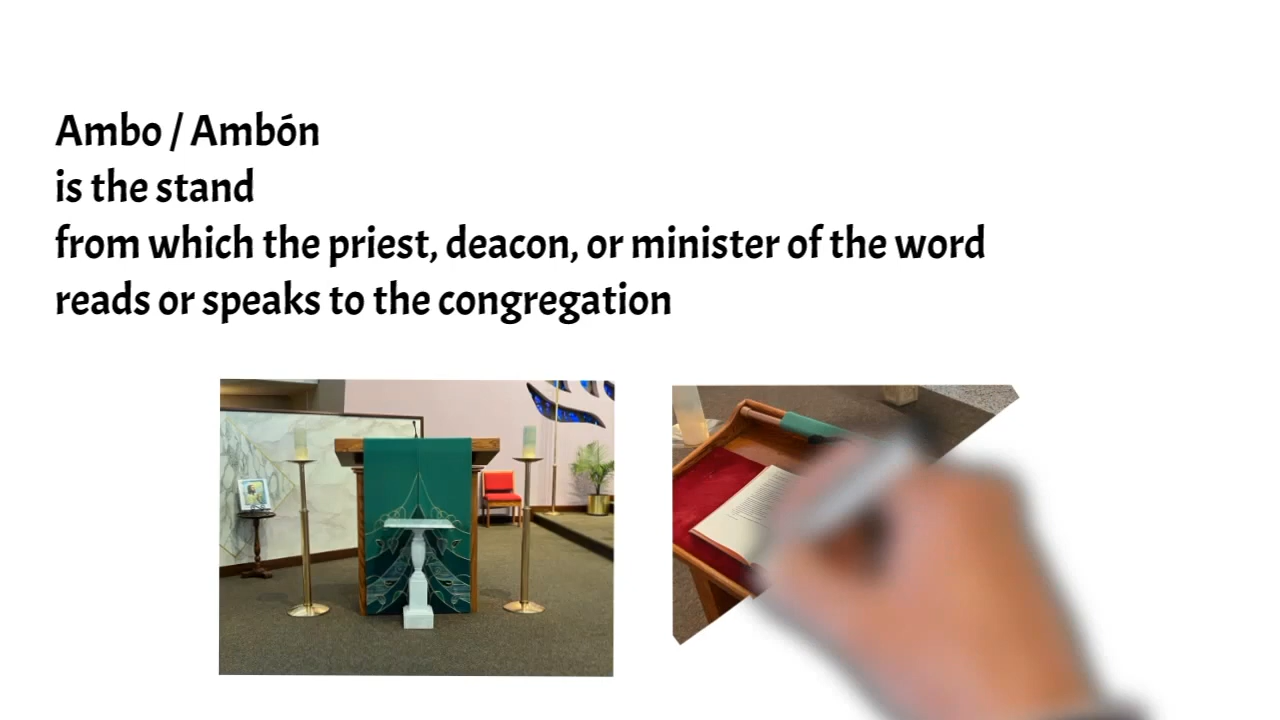 Ambo / Ambón
is the stand
from which the priest, deacon, or minister of the word
reads or speaks to the congregation